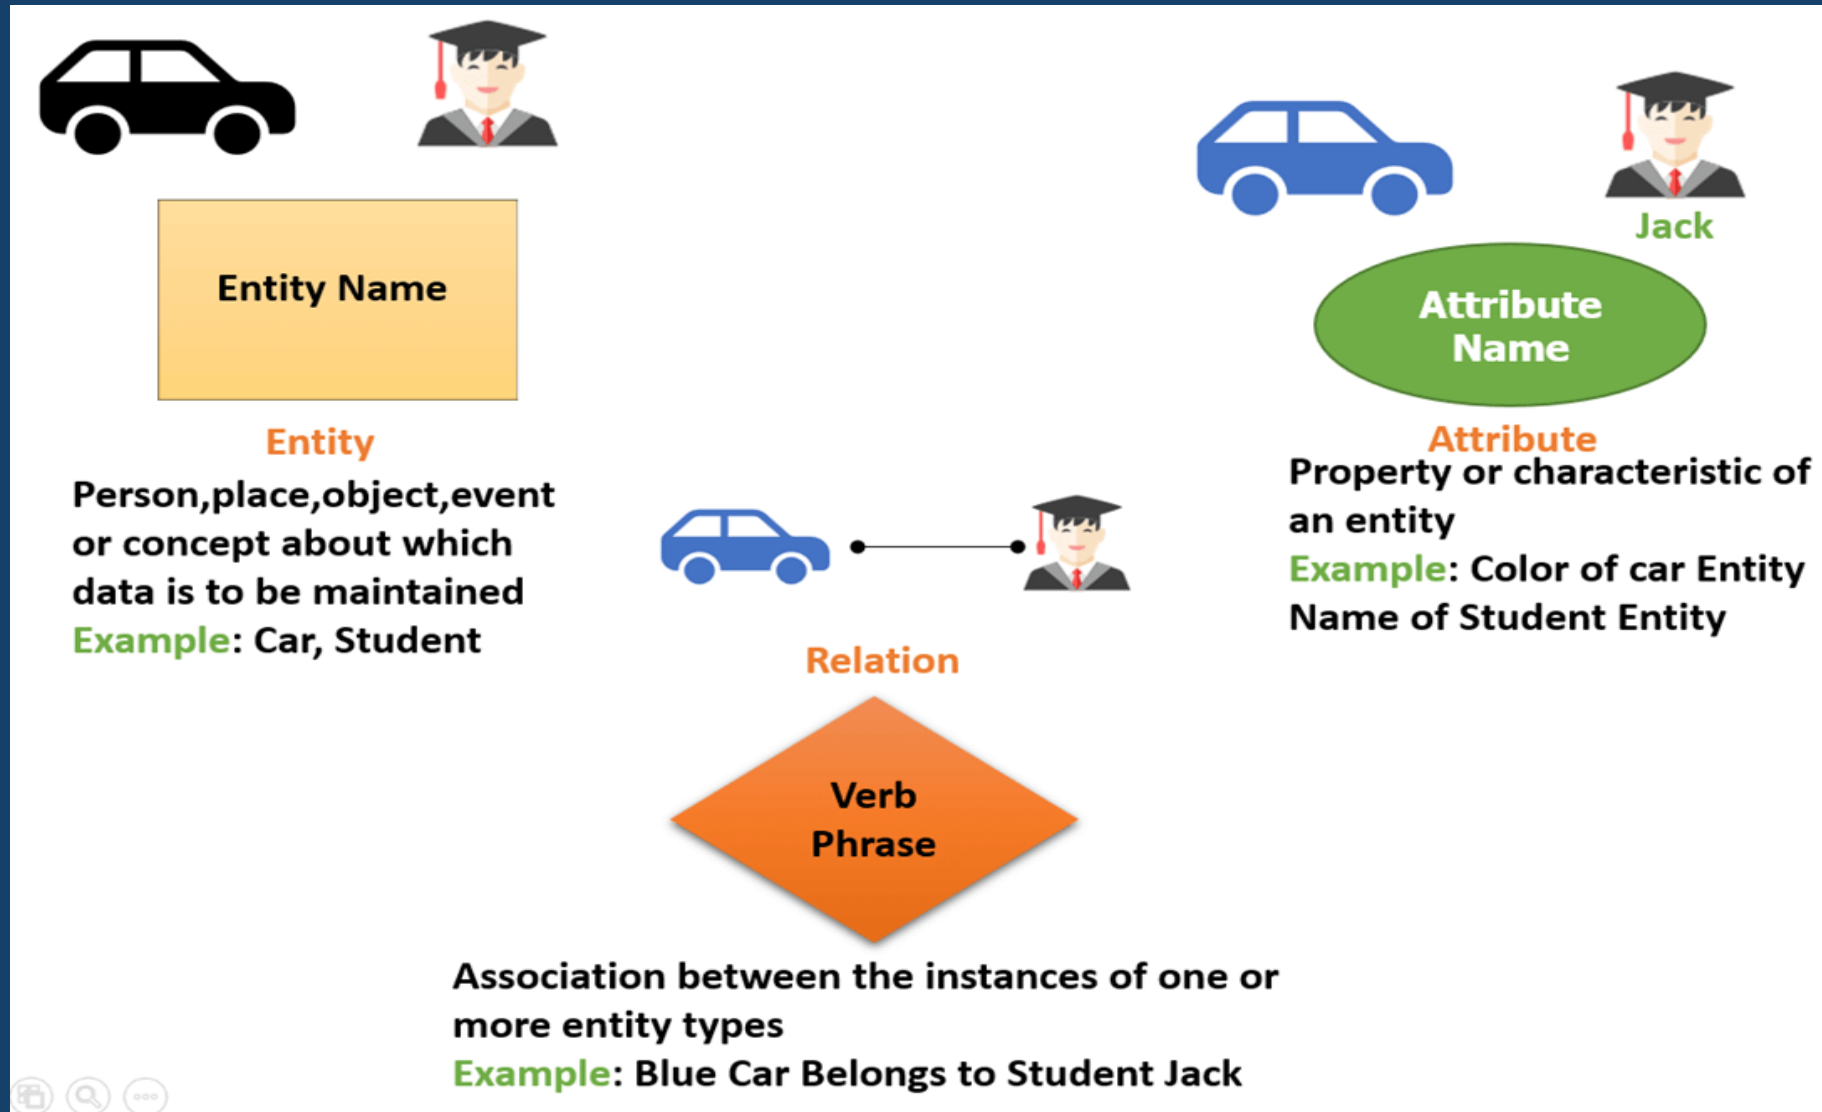 Entity Name
Entity
Person,place,object,event
or concept about which
data is to be maintained
Example: Car, Student
Jack
Attribute
Name
Attribute
Property or characteristic of
an entity
Example: Color of car Entity
Name of Student Entity
Relation
Verb
Phrase
Association between the instances of one or
more entity types
Example: Blue Car Belongs to Student Jack